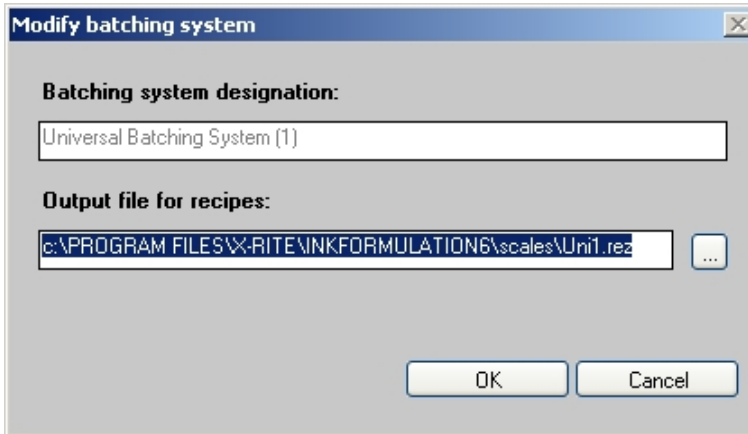 Modify batching system
Batching system designation:
Universal Batching System (1)
Output file for recipes:
c:\PROGRAM FILES\X-RITE\INKFORMULATION6\scales\Uni1.rez
...
OK
Cancel